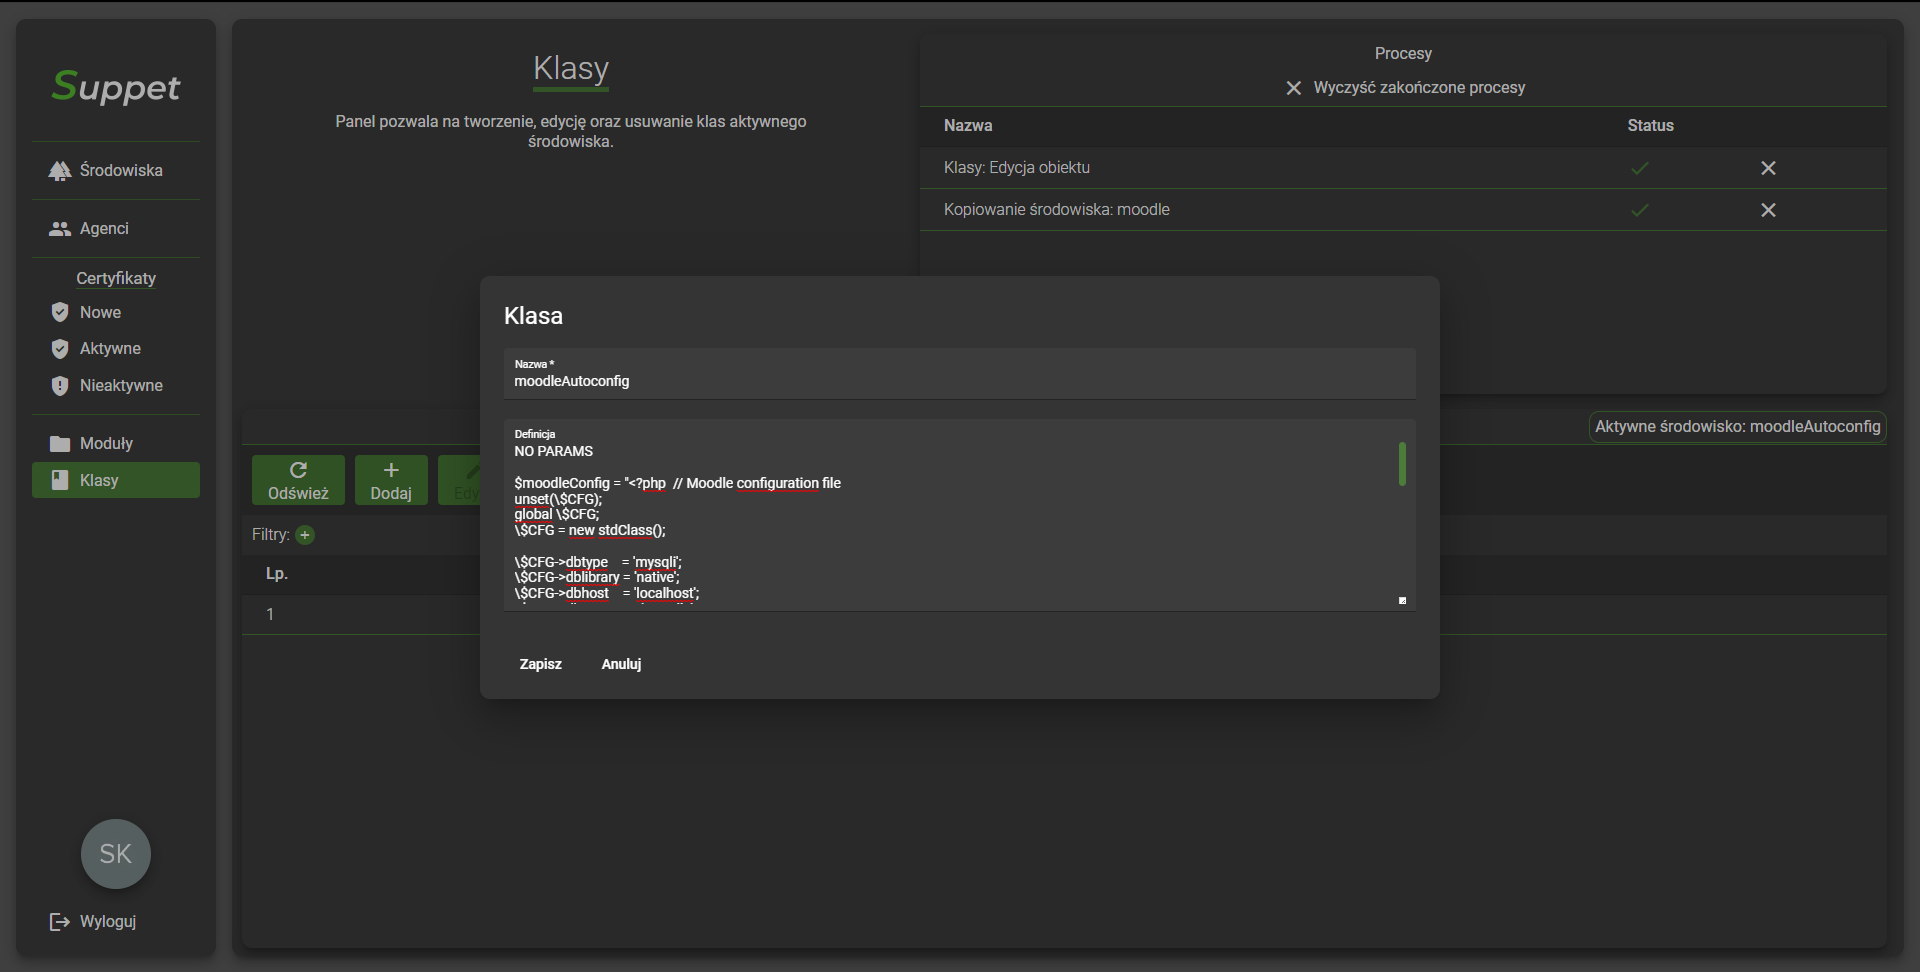 Suppet
Środowiska
Agenci
Certyfikaty
Nowe
Aktywne
Nieaktywne
Moduły
Klasy
SK
Wyloguj
Klasy
Panel pozwala na tworzenie, edycję oraz usuwanie klas aktywnego
środowiska.
Procesy
Wyczyść zakończone procesy
Nazwa Status
Klasy: Edycja obiektu
Kopiowanie środowiska: moodle
Aktywne środowisko: moodleAutoconfig
Odśwież
Dodaj
Filtry:
Lp.
1
Klasa
Nazwa *
moodleAutoconfig
Definicja
NO PARAMS
$moodleConfig = "<?php // Moodle configuration file
unset(\$CFG);
global \$CFG;
\$CFG = new stdClass();
\$CFG->dbtype = 'mysqli';
\$CFG->dblibrary = 'native';
\$CFG->dbhost = 'localhost';
Zapisz
Anuluj